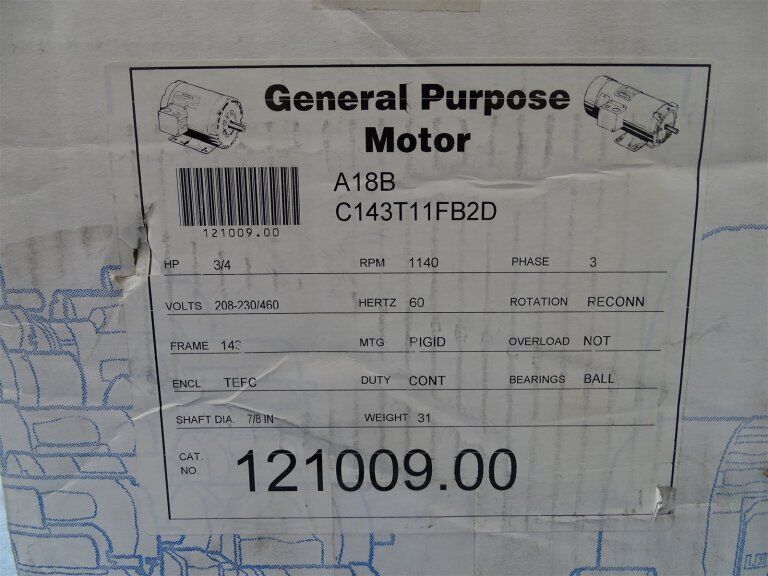 General Purpose
Motor
A18B
C143T11FB2D
121009.00
HP 3/4 RPM 1140 PHASE 3
VOLTS 208-230/460 HERTZ 60 ROTATION RECONN
FRAME 143 MTG RIGID OVERLOAD NOT
ENCL TEFC DUTY CONT BEARINGS BALL
SHAFT DIA. 7/8 IN WEIGHT 31
CAT.
NO. 121009.00